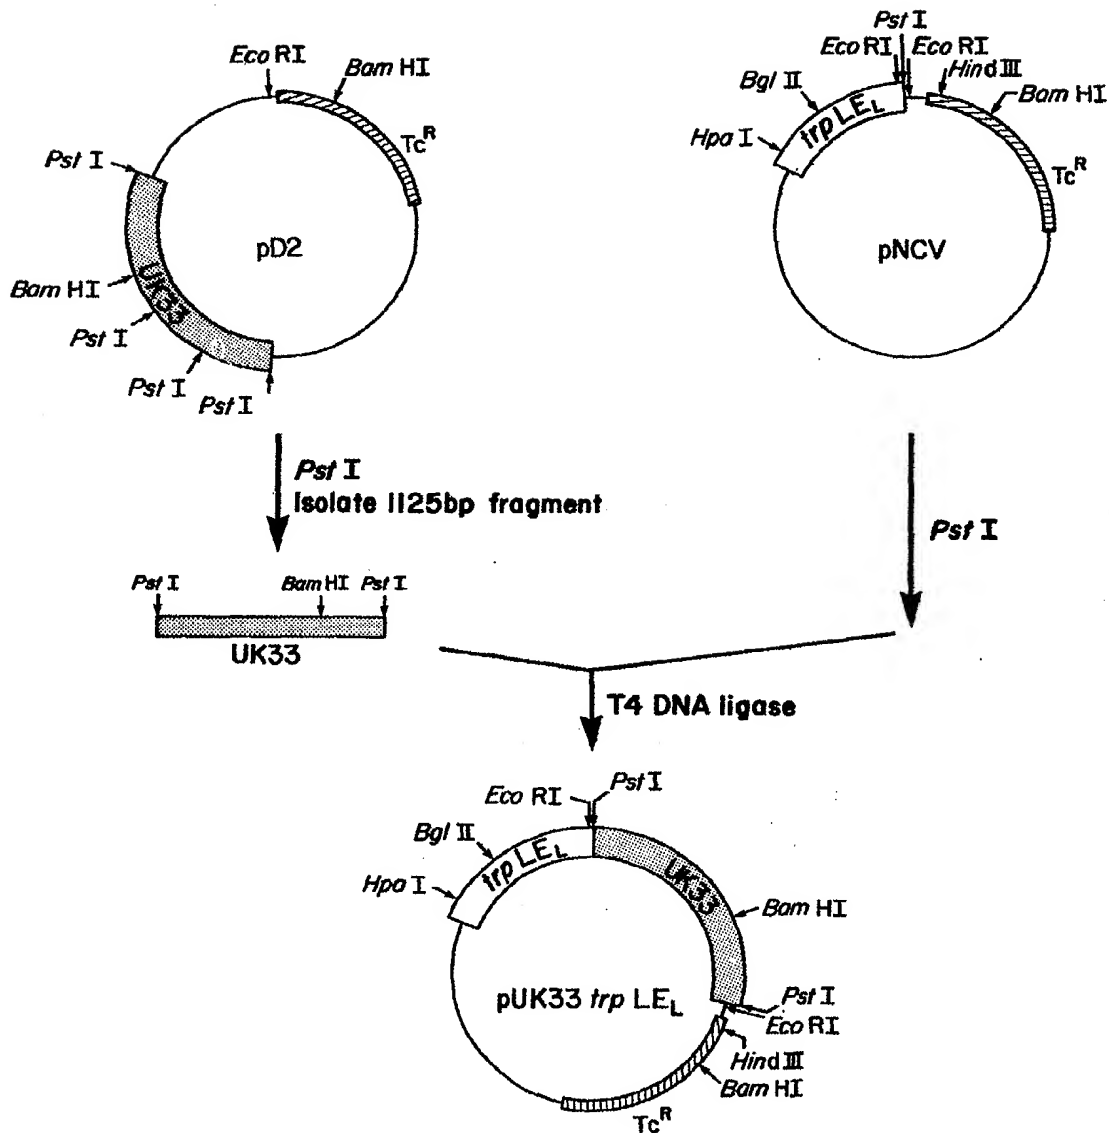 Eco RI
Bam HI
Tc^R
Pst I
UK33
Bam HI
Pst I
Pst I
Pst I
pD2
Pst I
Eco RI
Eco RI
Hind III
Bgl II
Bam HI
Hpa I
trp LE_L
Tc^R
pNCV
Pst I
Isolate 1125bp fragment
Pst I
Pst I
Bam HI
Pst I
UK33
T4 DNA ligase
Pst I
Eco RI
Bgl II
trp LE_L
Hpa I
UK33
Bam HI
pUK33 trp LE_L
Pst I
Eco RI
Hind III
Bam HI
Tc^R